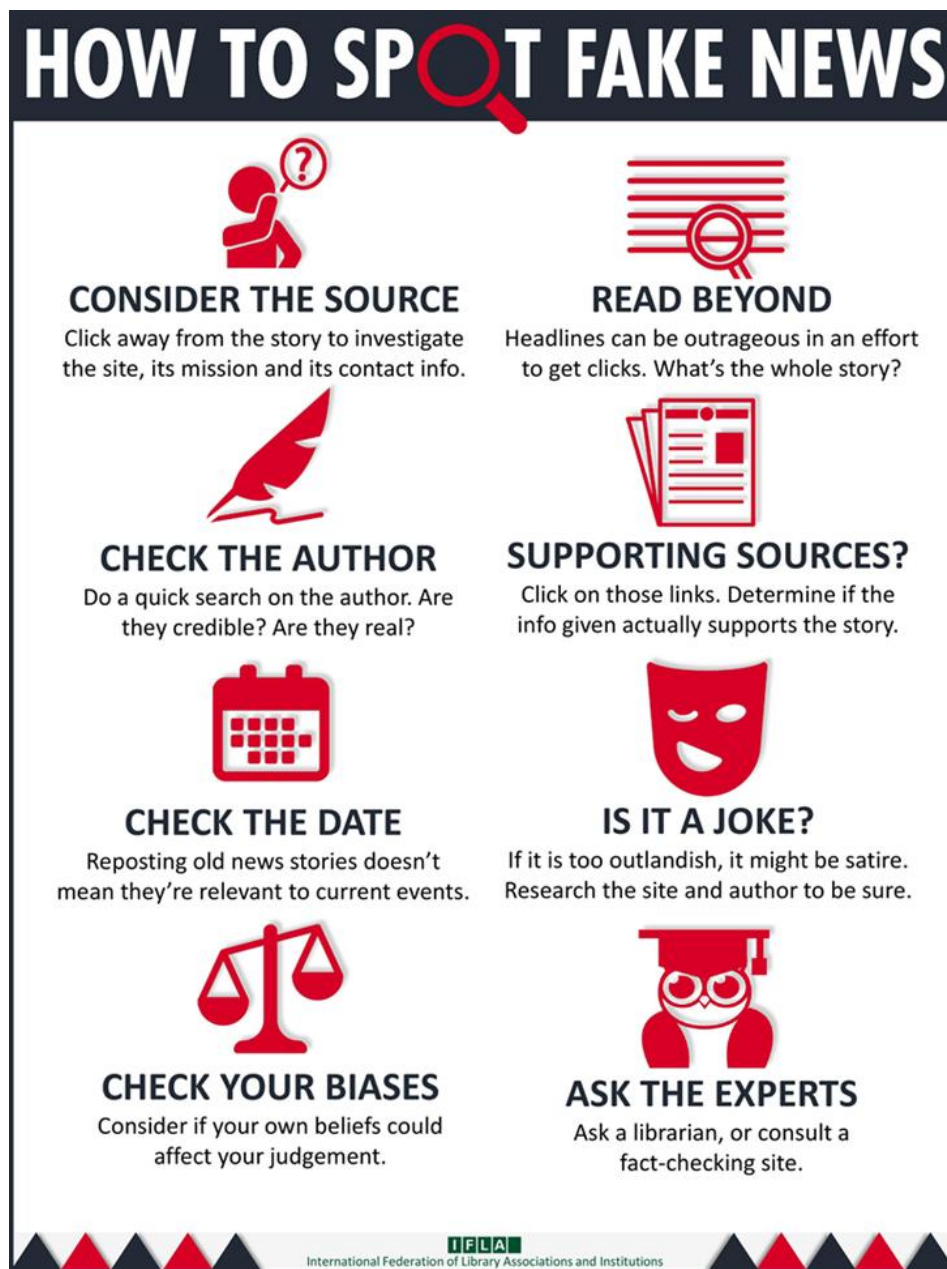 HOW TO SPOT FAKE NEWS
?
CONSIDER THE SOURCE
Click away from the story to investigate
the site, its mission and its contact info.
READ BEYOND
Headlines can be outrageous in an effort
to get clicks. What's the whole story?
CHECK THE AUTHOR
Do a quick search on the author. Are
they credible? Are they real?
SUPPORTING SOURCES?
Click on those links. Determine if the
info given actually supports the story.
CHECK THE DATE
Reposting old news stories doesn't
mean they're relevant to current events.
IS IT A JOKE?
If it is too outlandish, it might be satire.
Research the site and author to be sure.
CHECK YOUR BIASES
Consider if your own beliefs could
affect your judgement.
ASK THE EXPERTS
Ask a librarian, or consult a
fact-checking site.
IFLA
International Federation of Library Associations and Institutions